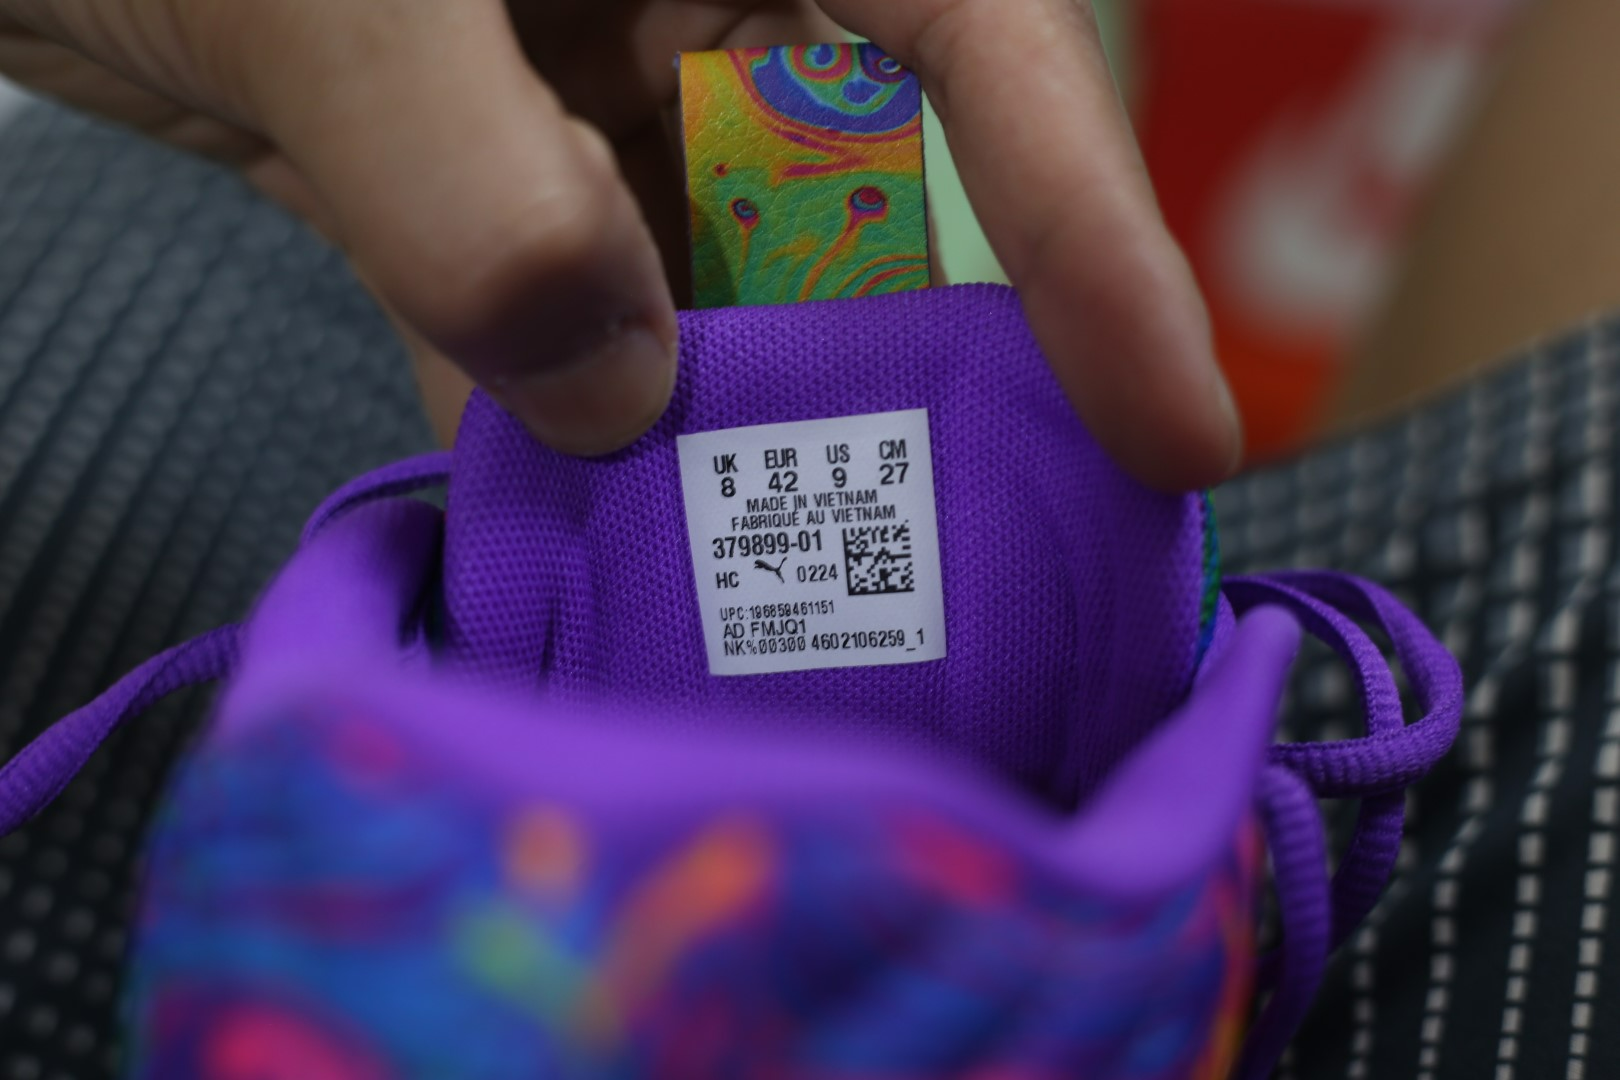 UK EUR US CM
8 42 9 27
MADE IN VIETNAM
FABRIQUÉ AU VIETNAM
379899-01
HC 0224
UPC:196859461151
AD FMJQ1
NK%00300 4602106259_1